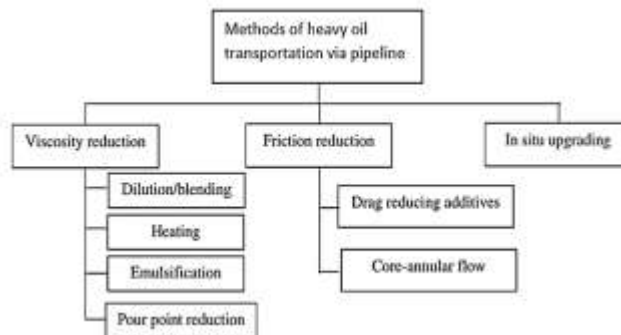 Methods of heavy oil
transportation via pipeline
Viscosity reduction
Friction reduction
In situ upgrading
Dilution/blending
Heating
Emulsification
Pour point reduction
Drag reducing additives
Core-annular flow